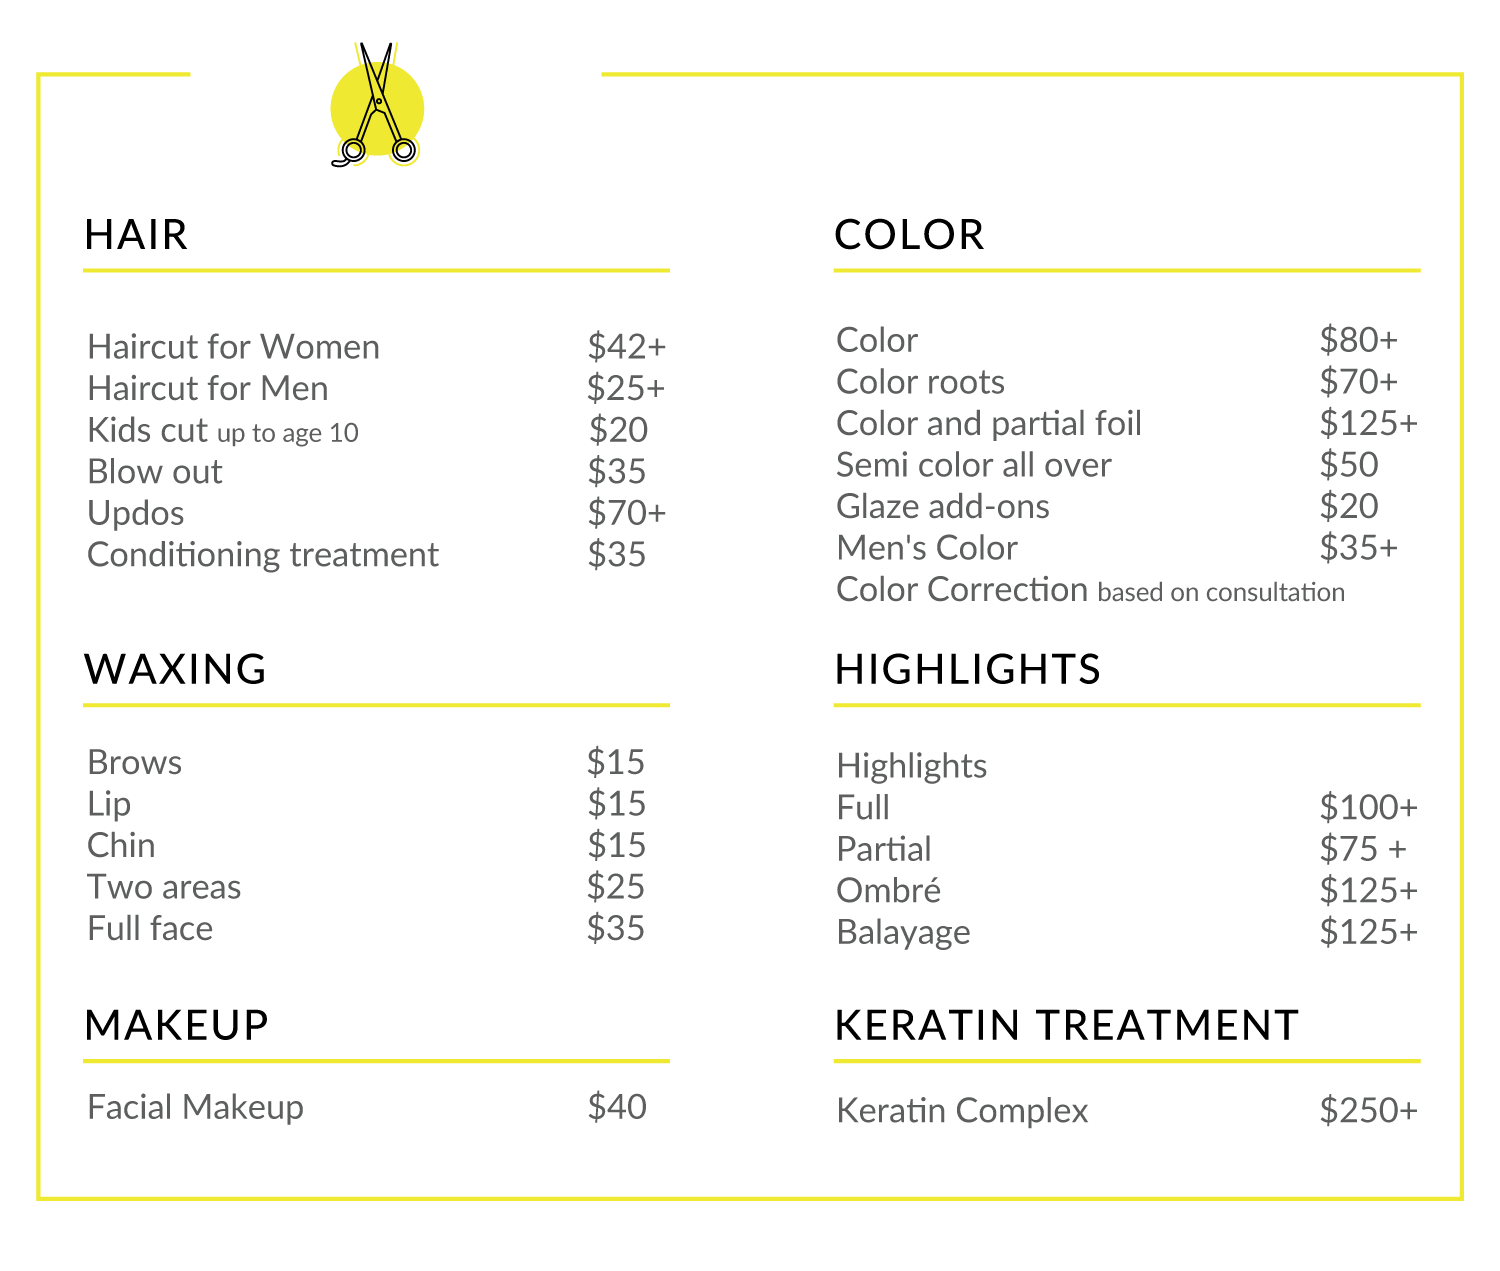 HAIR
Haircut for Women $42+
Haircut for Men $25+
Kids cut up to age 10 $20
Blow out $35
Updos $70+
Conditioning treatment $35
WAXING
Brows $15
Lip $15
Chin $15
Two areas $25
Full face $35
MAKEUP
Facial Makeup $40
COLOR
Color $80+
Color roots $70+
Color and partial foil $125+
Semi color all over $50
Glaze add-ons $20
Men's Color $35+
Color Correction based on consultation
HIGHLIGHTS
Highlights
Full $100+
Partial $75 +
Ombré $125+
Balayage $125+
KERATIN TREATMENT
Keratin Complex $250+